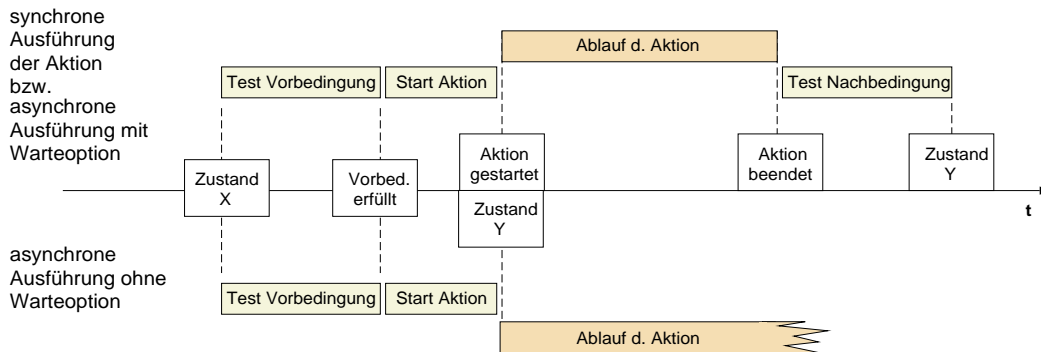 synchrone
Ausführung
der Aktion
bzw.
asynchrone
Ausführung mit
Warteoption
Ablauf d. Aktion
Test Vorbedingung
Start Aktion
Test Nachbedingung
Zustand
X
Vorbed.
erfüllt
Aktion
gestartet
Aktion
beendet
Zustand
Y
t
Zustand
Y
asynchrone
Ausführung ohne
Warteoption
Test Vorbedingung
Start Aktion
Ablauf d. Aktion